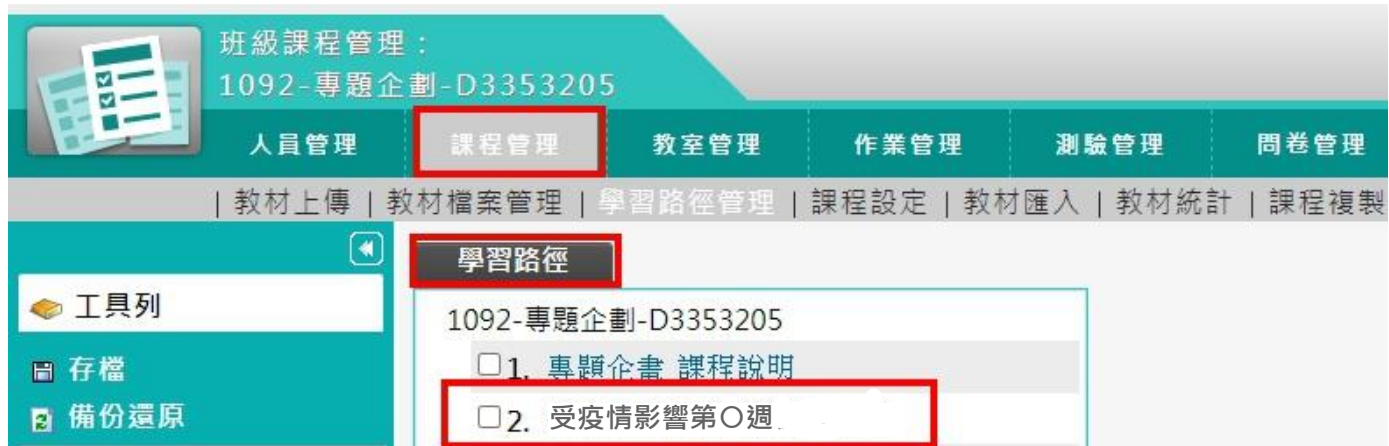 班級課程管理：
1092-專題企劃-D3353205
人員管理 課程管理 教室管理 作業管理 測驗管理 問卷管理
| 教材上傳 | 教材檔案管理 | 學習路徑管理 | 課程設定 | 教材匯入 | 教材統計 | 課程複製
學習路徑
工具列
1092-專題企劃-D3353205
存檔
1. 專題企畫 課程說明
備份還原
2. 受疫情影響第〇週